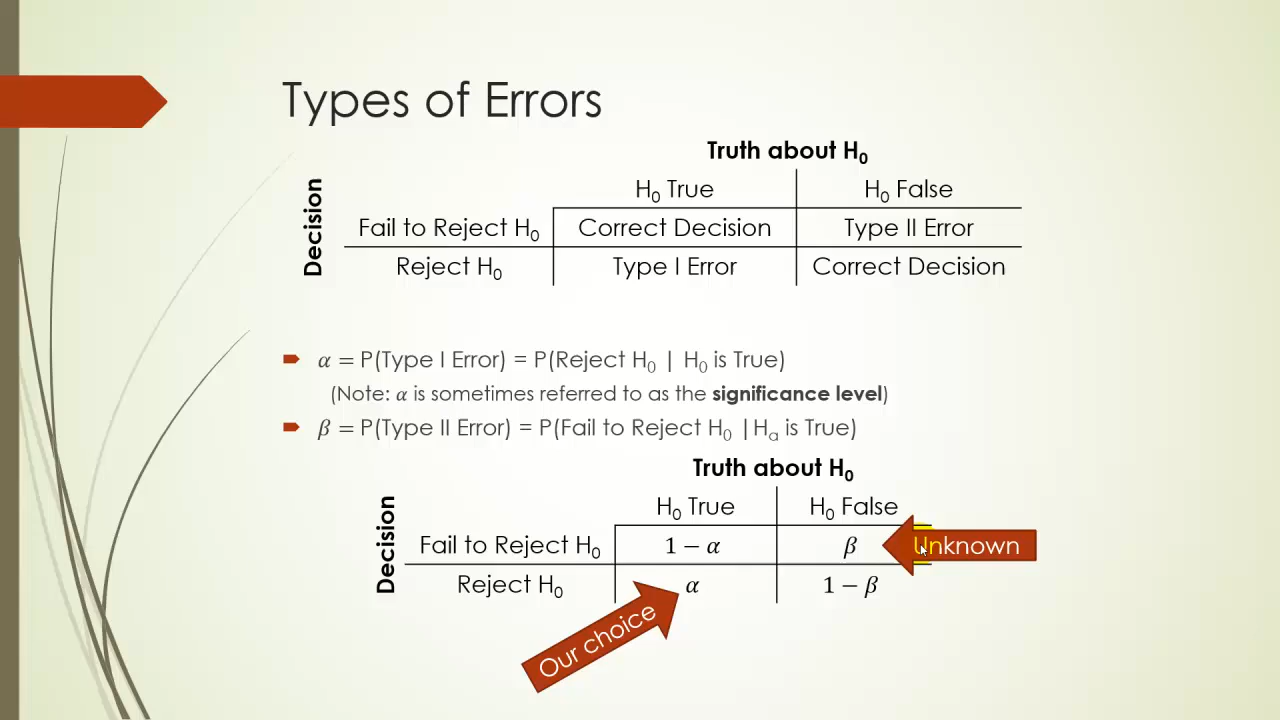 Types of Errors
Truth about H₀
Decision
H₀ True H₀ False
Fail to Reject H₀ Correct Decision Type II Error
Reject H₀ Type I Error Correct Decision
𝛼 = P(Type I Error) = P(Reject H₀ | H₀ is True)
(Note: 𝛼 is sometimes referred to as the significance level)
𝛽 = P(Type II Error) = P(Fail to Reject H₀ |Hₐ is True)
Truth about H₀
Decision
H₀ True H₀ False
Fail to Reject H₀ 1 − 𝛼 𝛽 Unknown
Reject H₀ 𝛼 1 − 𝛽
Our choice